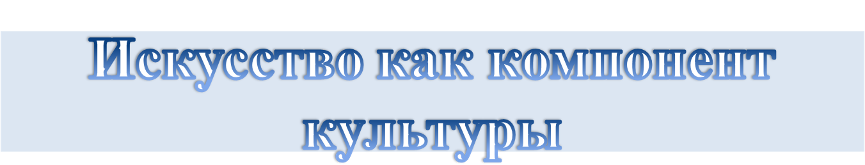 Искусство как компонент
культуры